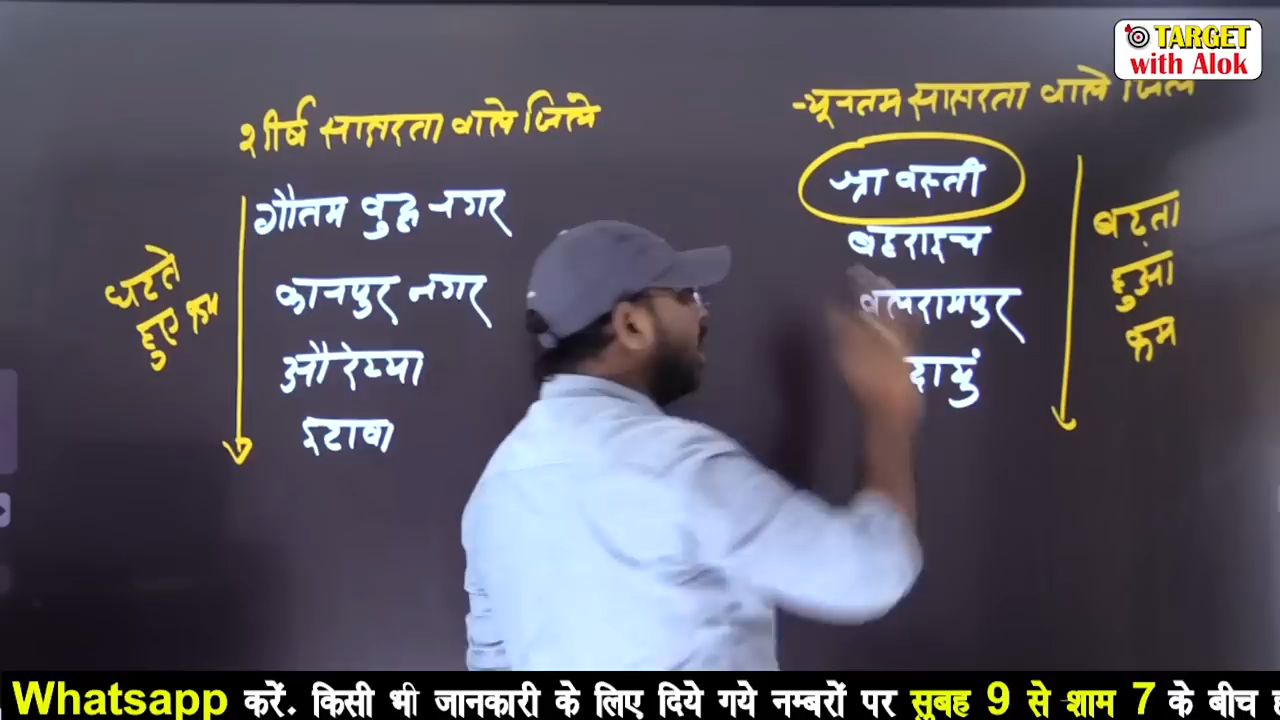 TARGET
with Alok
शीर्ष साक्षरता वाले जिले
गौतम बुद्ध नगर
कानपुर नगर
औरैय्या
इटावा
घटते
हुए क्रम
न्यूनतम साक्षरता वाले जिले
श्रावस्ती
बहराइच
बलरामपुर
दायुं
बढ़ता
हुआ
क्रम
Whatsapp करें. किसी भी जानकारी के लिए दिये गये नम्बरों पर सुबह 9 से शाम 7 के बीच